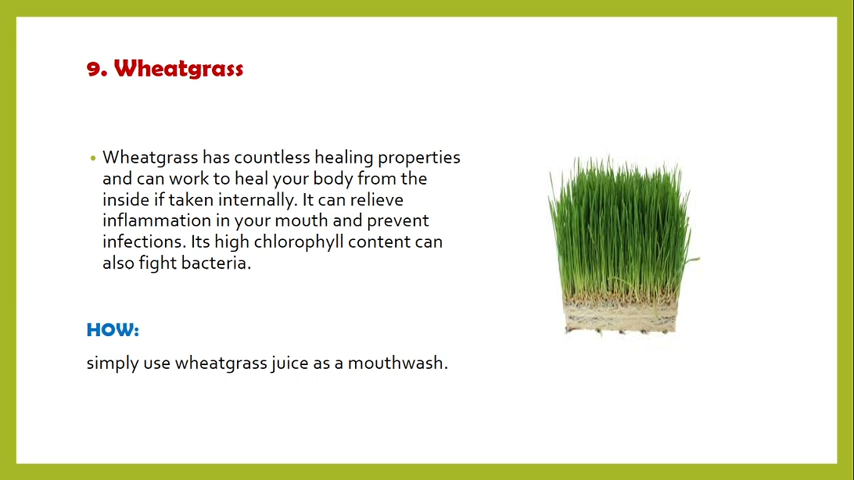 9. Wheatgrass
• Wheatgrass has countless healing properties
and can work to heal your body from the
inside if taken internally. It can relieve
inflammation in your mouth and prevent
infections. Its high chlorophyll content can
also fight bacteria.
HOW:
simply use wheatgrass juice as a mouthwash.